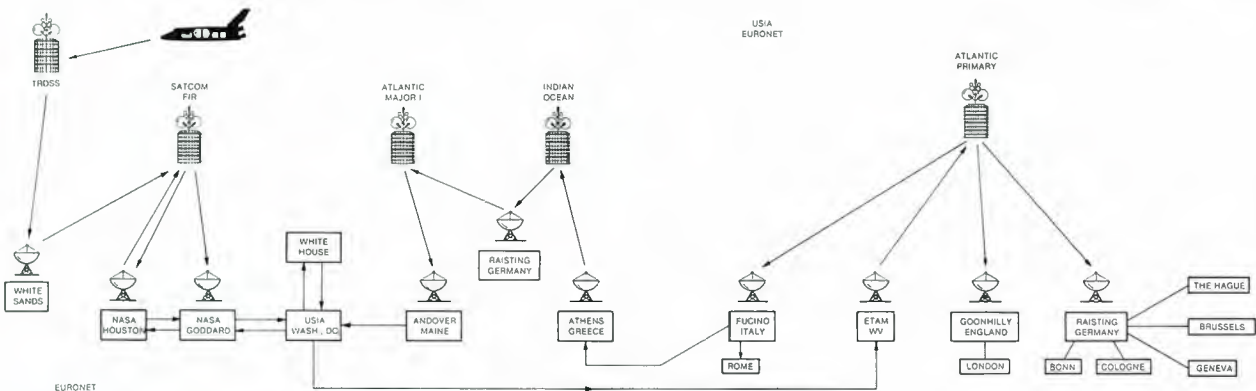 USIA
EURONET
TRDSS
SATCOM
FIR
ATLANTIC
MAJOR I
INDIAN
OCEAN
ATLANTIC
PRIMARY
WHITE
SANDS
WHITE
HOUSE
RAISTING
GERMANY
NASA
HOUSTON
NASA
GODDARD
USIA
WASH., DC
ANDOVER
MAINE
ATHENS
GREECE
FUCINO
ITALY
ETAM
WV
GOONHILLY
ENGLAND
RAISTING
GERMANY
THE HAGUE
BRUSSELS
GENEVA
ROME
LONDON
BONN
COLOGNE
EURONET